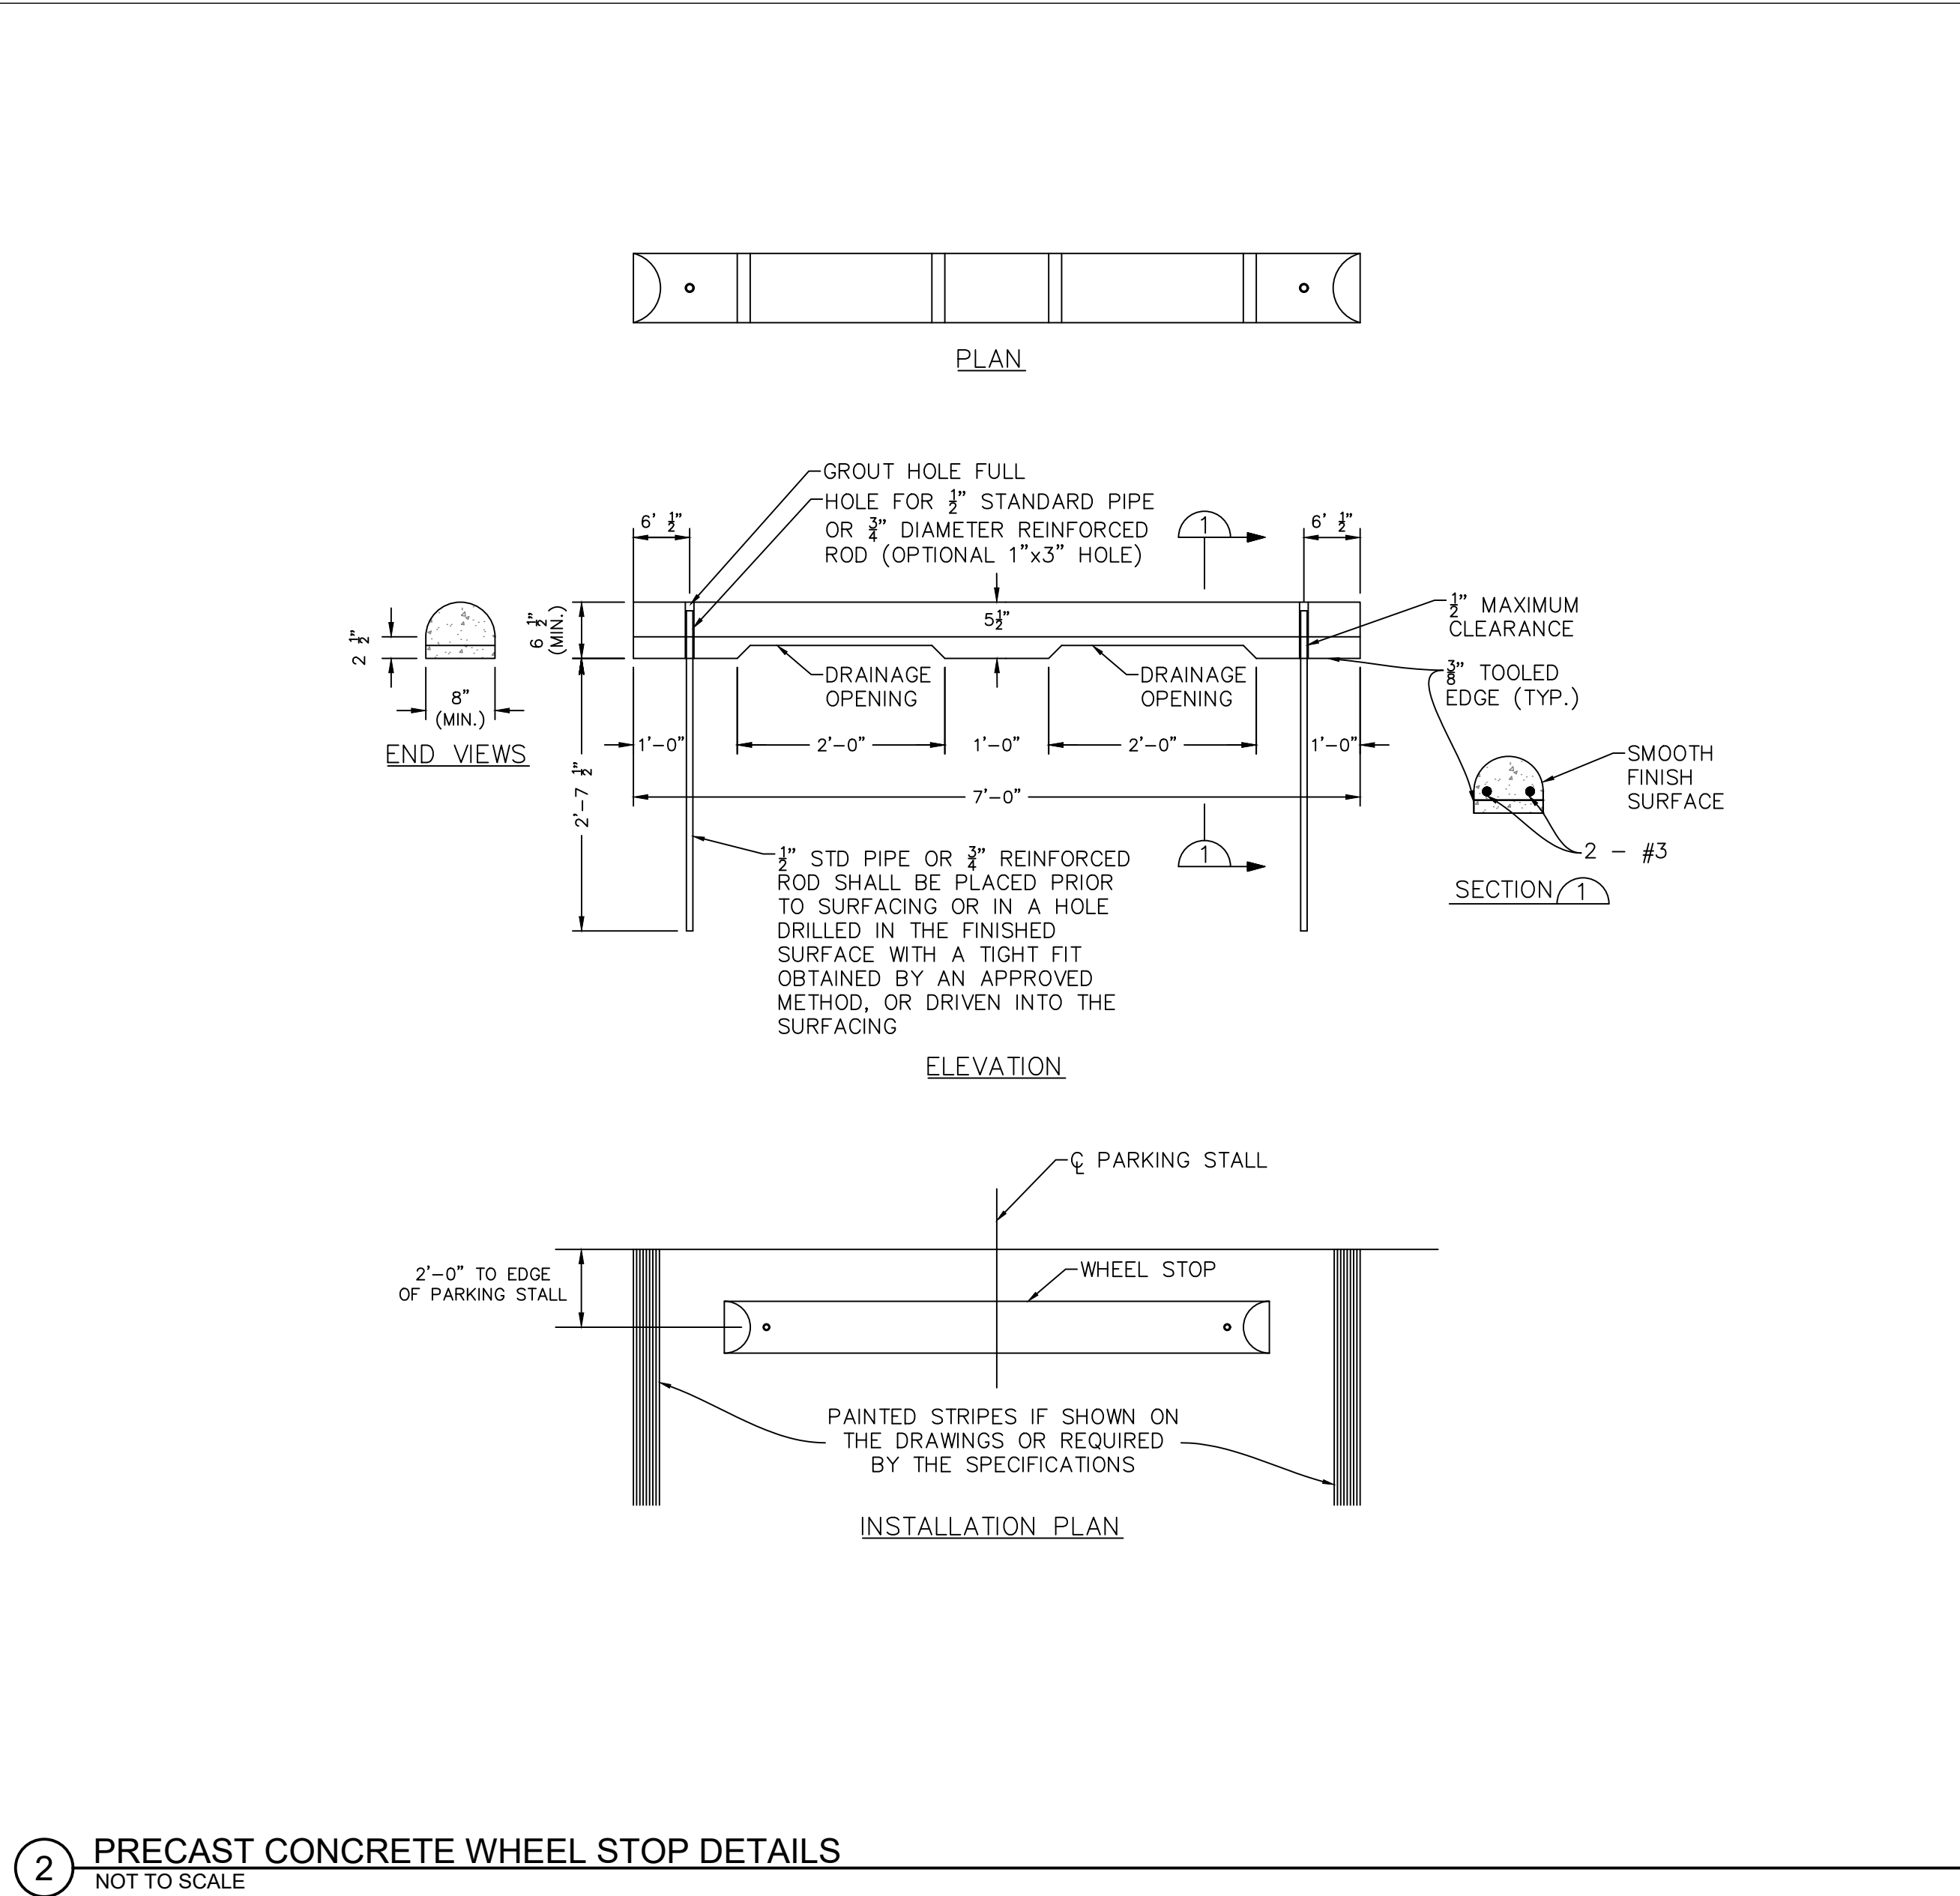 PLAN
GROUT HOLE FULL
HOLE FOR 1/2" STANDARD PIPE
OR 3/4" DIAMETER REINFORCED
ROD (OPTIONAL 1"x3" HOLE)
6' 1/2"
1
6' 1/2"
2 1/2"
8"
(MIN.)
END VIEWS
6 1/2"
(MIN.)
5 1/2"
1/2" MAXIMUM
CLEARANCE
3/8" TOOLED
EDGE (TYP.)
DRAINAGE
OPENING
DRAINAGE
OPENING
1'-0"
2'-0"
1'-0"
2'-0"
1'-0"
7'-0"
2'-7 1/2"
SMOOTH
FINISH
SURFACE
2 - #3
SECTION 1
1
1/2" STD PIPE OR 3/4" REINFORCED
ROD SHALL BE PLACED PRIOR
TO SURFACING OR IN A HOLE
DRILLED IN THE FINISHED
SURFACE WITH A TIGHT FIT
OBTAINED BY AN APPROVED
METHOD, OR DRIVEN INTO THE
SURFACING
ELEVATION
℄ PARKING STALL
2'-0" TO EDGE
OF PARKING STALL
WHEEL STOP
PAINTED STRIPES IF SHOWN ON
THE DRAWINGS OR REQUIRED
BY THE SPECIFICATIONS
INSTALLATION PLAN
2
PRECAST CONCRETE WHEEL STOP DETAILS
NOT TO SCALE